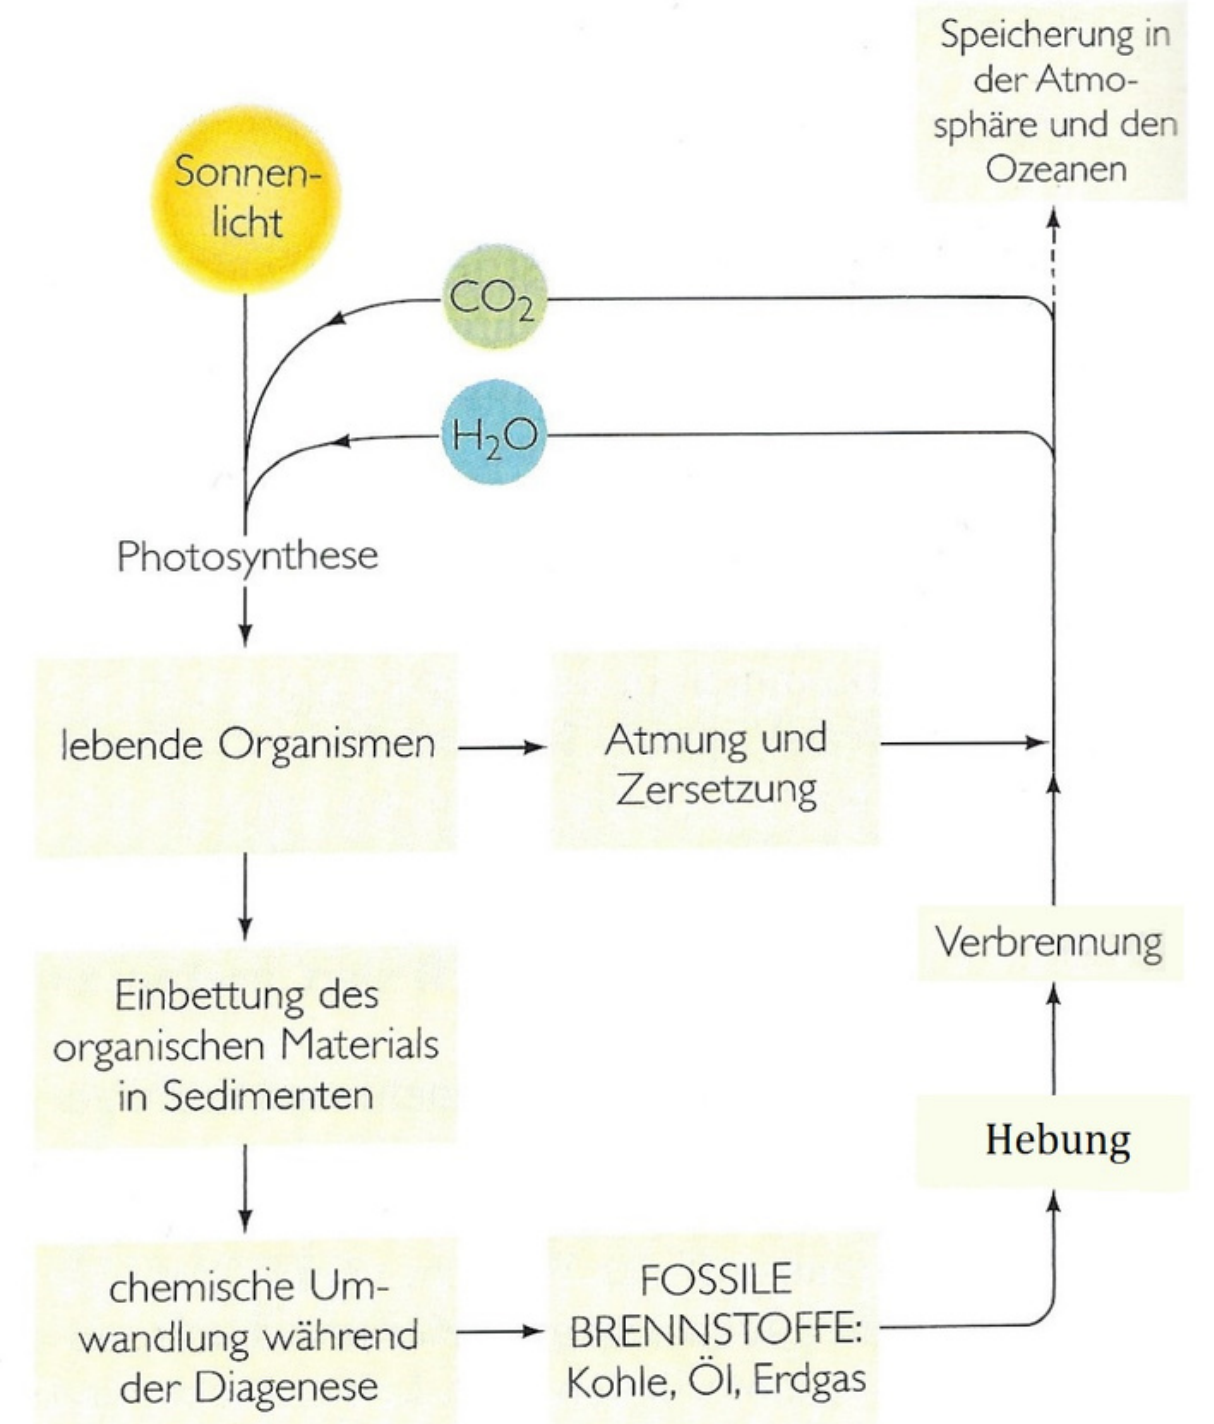 Speicherung in
der Atmo-
sphäre und den
Ozeanen
Sonnen-
licht
CO₂
H₂O
Photosynthese
lebende Organismen
Atmung und
Zersetzung
Verbrennung
Einbettung des
organischen Materials
in Sedimenten
Hebung
chemische Um-
wandlung während
der Diagenese
FOSSILE
BRENNSTOFFE:
Kohle, Öl, Erdgas